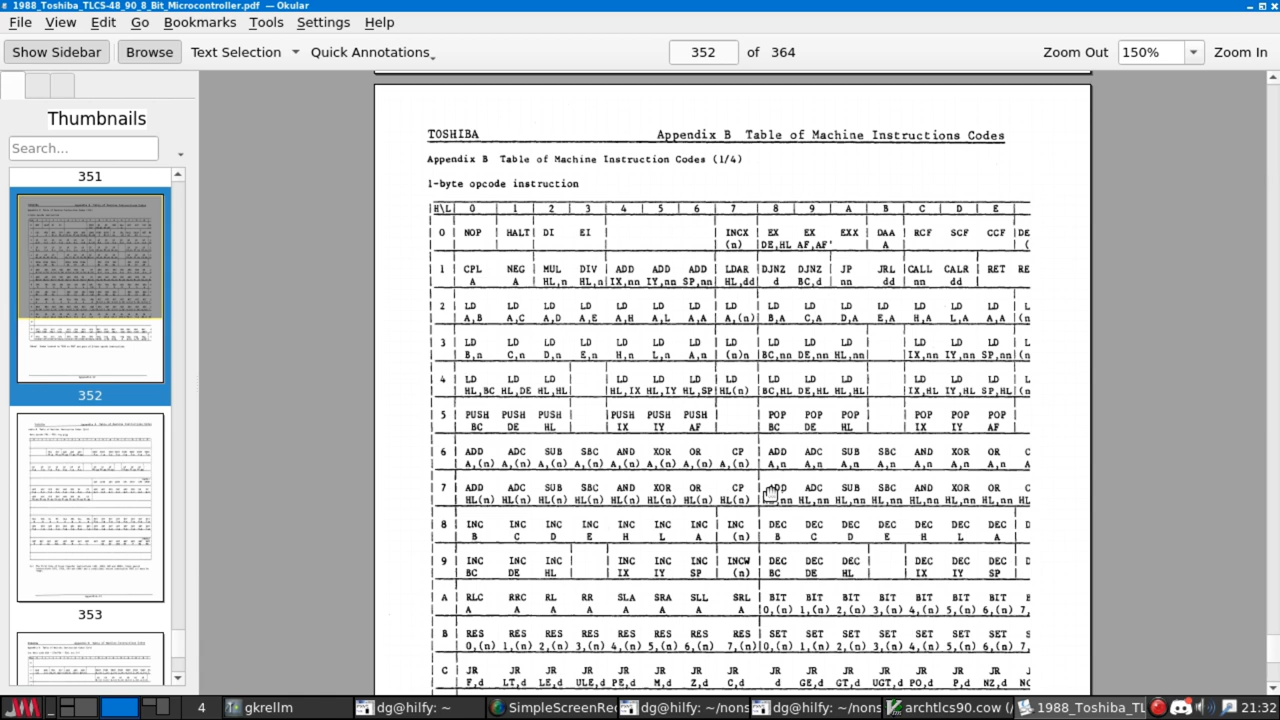 1988_Toshiba_TLCS-48_90_8_Bit_Microcontroller.pdf — Okular
File View Edit Go Bookmarks Tools Settings Help
Show Sidebar Browse Text Selection Quick Annotations 352 of 364 Zoom Out 150% Zoom In
Thumbnails
Search...
351
352
353
TOSHIBA Appendix B Table of Machine Instructions Codes
Appendix B Table of Machine Instruction Codes (1/4)
1-byte opcode instruction
H\L 0 1 2 3 4 5 6 7 8 9 A B C D E
0 NOP HALT DI EI INCX EX EX EXX DAA RCF SCF CCF DE
(n) DE,HL AF,AF' A (
1 CPL NEG MUL DIV ADD ADD ADD LDAR DJNZ DJNZ JP JRL CALL CALR RET RE
A A HL,n HL,n IX,nn IY,nn SP,nn HL,dd d BC,d nn dd nn dd
2 LD LD LD LD LD LD LD LD LD LD LD LD LD LD LD L
A,B A,C A,D A,E A,H A,L A,A A,(n) B,A C,A D,A E,A H,A L,A A,A (n
3 LD LD LD LD LD LD LD LD LD LD LD LD LD LD L
B,n C,n D,n E,n H,n L,n A,n (n)n BC,nn DE,nn HL,nn IX,nn IY,nn SP,nn (n
4 LD LD LD LD LD LD LD LD LD LD LD LD LD L
HL,BC HL,DE HL,HL HL,IX HL,IY HL,SP HL(n) BC,HL DE,HL HL,HL IX,HL IY,HL SP,HL (n
5 PUSH PUSH PUSH PUSH PUSH PUSH POP POP POP POP POP POP
BC DE HL IX IY AF BC DE HL IX IY AF
6 ADD ADC SUB SBC AND XOR OR CP ADD ADC SUB SBC AND XOR OR C
A,(n) A,(n) A,(n) A,(n) A,(n) A,(n) A,(n) A,(n) A,n A,n A,n A,n A,n A,n A,n A
7 ADD ADC SUB SBC AND XOR OR CP ADC SUB SBC AND XOR OR C
HL(n) HL(n) HL(n) HL(n) HL(n) HL(n) HL(n) HL(n) HL,nn HL,nn HL,nn HL,nn HL,nn HL,nn HL
8 INC INC INC INC INC INC INC INC DEC DEC DEC DEC DEC DEC DEC D
B C D E H L A (n) B C D E H L A (
9 INC INC INC INC INC INC INCW DEC DEC DEC DEC DEC DEC D
BC DE HL IX IY SP (n) BC DE HL IX IY SP (
A RLC RRC RL RR SLA SRA SLL SRL BIT BIT BIT BIT BIT BIT BIT B
A A A A A A A A 0,(n) 1,(n) 2,(n) 3,(n) 4,(n) 5,(n) 6,(n) 7,
B RES RES RES RES RES RES RES RES SET SET SET SET SET SET SET S
0,(n) 1,(n) 2,(n) 3,(n) 4,(n) 5,(n) 6,(n) 7,(n) 0,(n) 1,(n) 2,(n) 3,(n) 4,(n) 5,(n) 6,(n) 7,
C JR JR JR JR JR JR JR JR JR JR JR JR JR JR JR J
F,d LT,d LE,d ULE,d PE,d M,d Z,d C,d d GE,d GT,d UGT,d PO,d P,d NZ,d NC
4 gkrellm dg@hilfy: ~ SimpleScreenRec dg@hilfy: ~/nons dg@hilfy: ~/nons archtlcs90.cow (/ 1988_Toshiba_TL 21:32